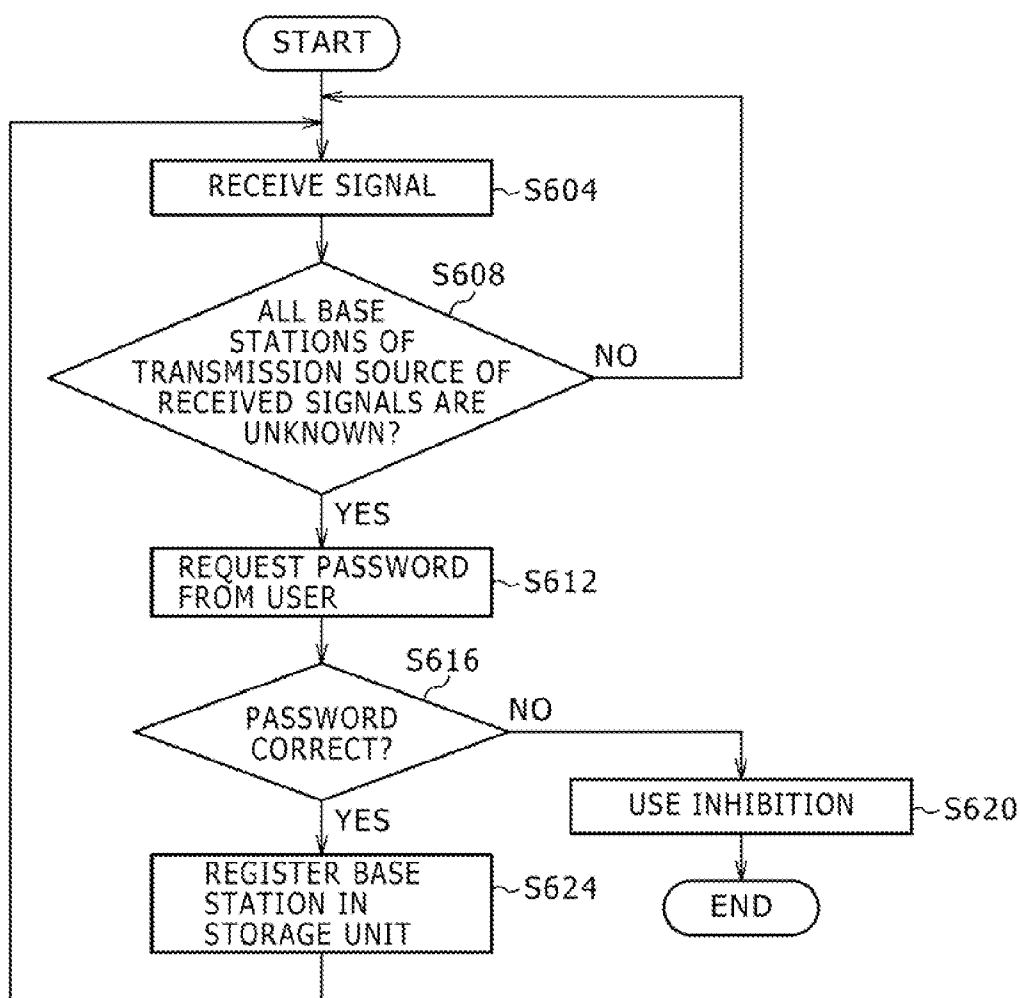 START
RECEIVE SIGNAL
S604
S608
ALL BASE
STATIONS OF
TRANSMISSION SOURCE OF
RECEIVED SIGNALS ARE
UNKNOWN?
NO
YES
REQUEST PASSWORD
FROM USER
S612
S616
PASSWORD
CORRECT?
NO
YES
USE INHIBITION
S620
REGISTER BASE
STATION IN
STORAGE UNIT
S624
END